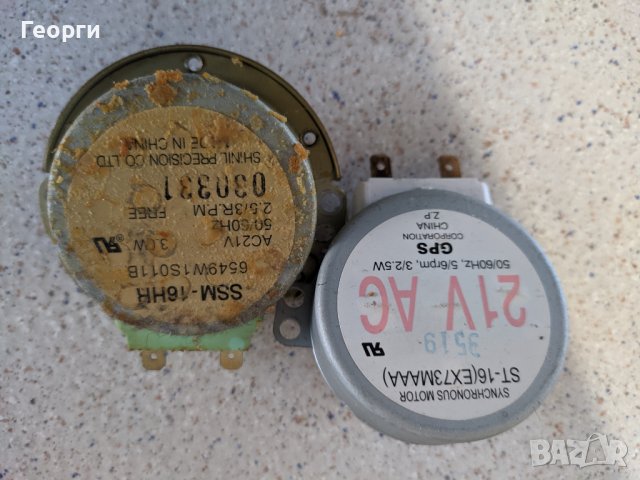 Георги
SSM-16HR
6549W1S011B
AC21V 3.0W
50/60Hz
2.5/3R.P.M FREE
030331
SHINIL PRECISION CO LTD
MADE IN CHINA
SYNCHRONOUS MOTOR
ST-16(EX73MAAA)
3519
21V AC
50/60Hz, 5/6rpm, 3/2.5W
GPS
CORPORATION
CHINA
Z.P
BAZAR